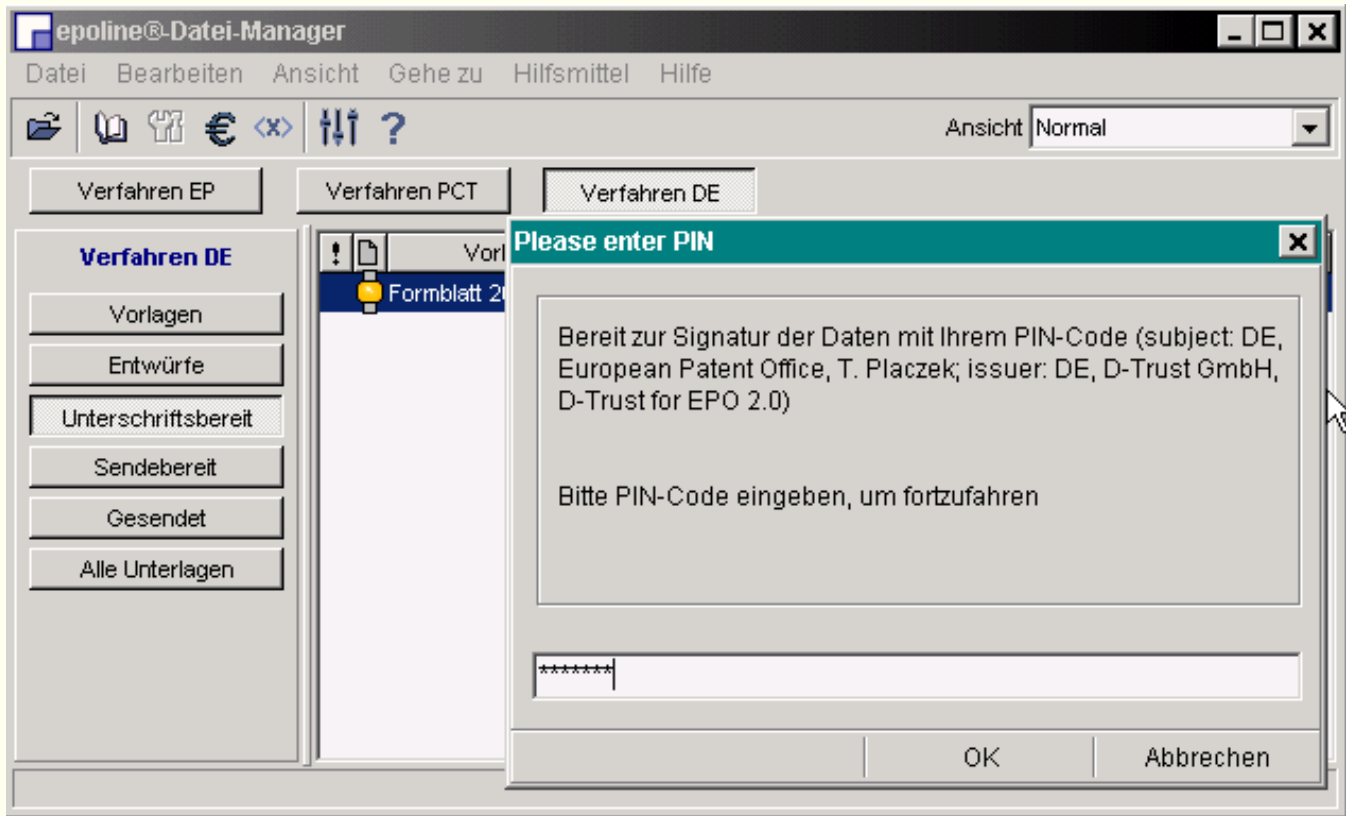 epoline®-Datei-Manager
Datei Bearbeiten Ansicht Gehe zu Hilfsmittel Hilfe
€ <x> ? Ansicht Normal
Verfahren EP Verfahren PCT Verfahren DE
Verfahren DE
Vorlagen
Entwürfe
Unterschriftsbereit
Sendebereit
Gesendet
Alle Unterlagen
!
Formblatt
Please enter PIN
Bereit zur Signatur der Daten mit Ihrem PIN-Code (subject: DE,
European Patent Office, T. Placzek; issuer: DE, D-Trust GmbH,
D-Trust for EPO 2.0)
Bitte PIN-Code eingeben, um fortzufahren
*******
OK Abbrechen